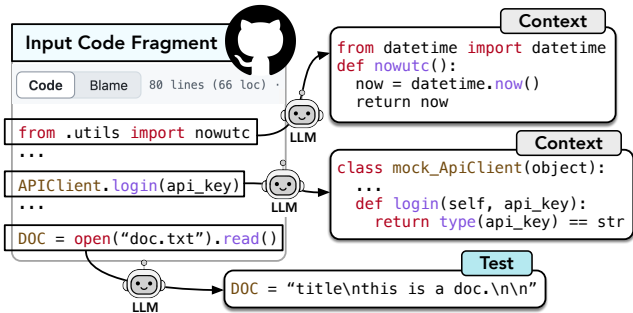 Input Code Fragment
Code Blame 80 lines (66 loc) ·
from .utils import nowutc
...
APIClient.login(api_key)
...
DOC = open(“doc.txt”).read()
LLM
LLM
LLM
Context
from datetime import datetime
def nowutc():
now = datetime.now()
return now
Context
class mock_ApiClient(object):
...
def login(self, api_key):
return type(api_key) == str
Test
DOC = “title\nthis is a doc.\n\n”